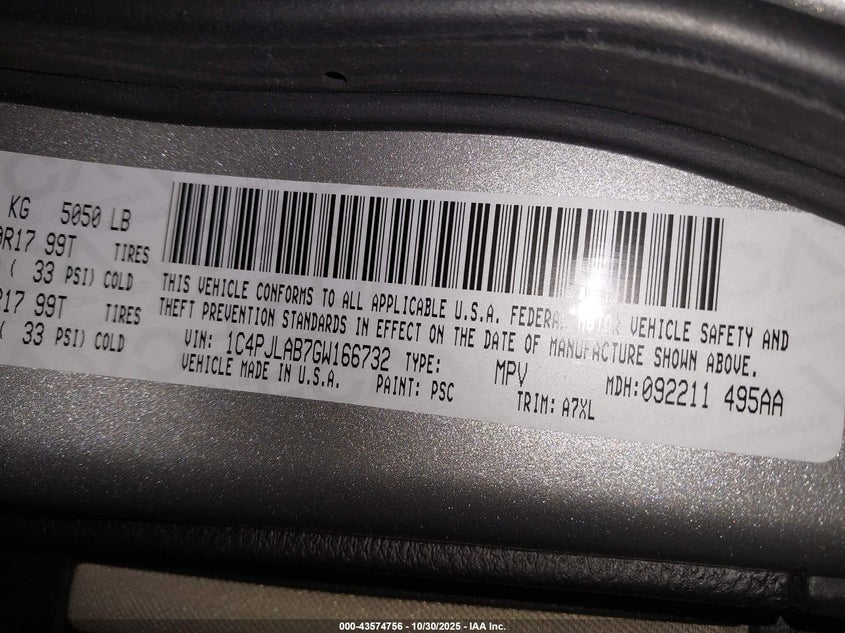 KG 5050 LB
R17 99T TIRES
( 33 PSI) COLD
R17 99T TIRES
( 33 PSI) COLD
THIS VEHICLE CONFORMS TO ALL APPLICABLE U.S.A. FEDERAL MOTOR VEHICLE SAFETY AND
THEFT PREVENTION STANDARDS IN EFFECT ON THE DATE OF MANUFACTURE SHOWN ABOVE.
VIN: 1C4PJLAB7GW166732 TYPE: MPV MDH:092211 495AA
VEHICLE MADE IN U.S.A. PAINT: PSC TRIM: A7XL
000-43574756 - 10/30/2025 - IAA Inc.